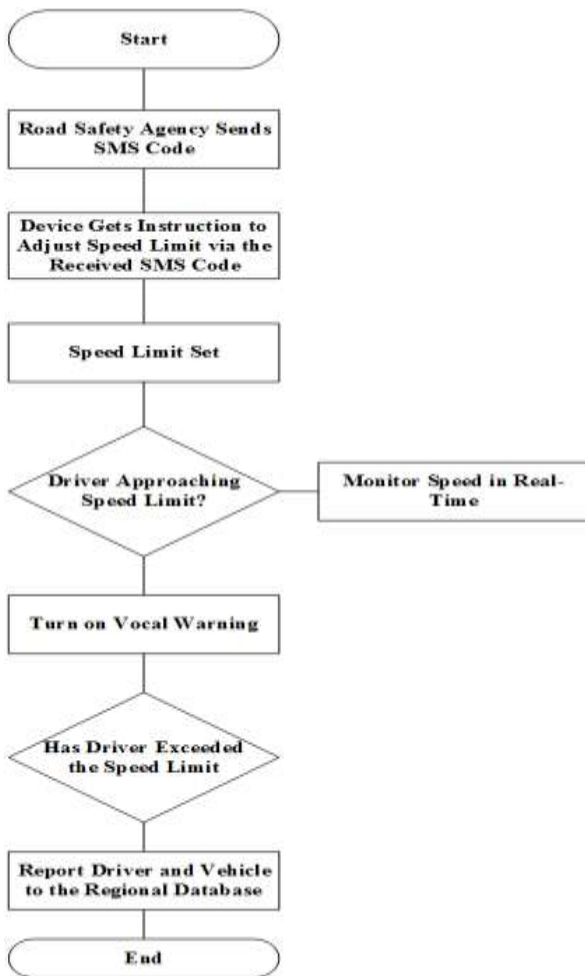 Start
Road Safety Agency Sends
SMS Code
Device Gets Instruction to
Adjust Speed Limit via the
Received SMS Code
Speed Limit Set
Driver Approaching
Speed Limit?
Monitor Speed in Real-
Time
Turn on Vocal Warning
Has Driver Exceeded
the Speed Limit
Report Driver and Vehicle
to the Regional Database
End